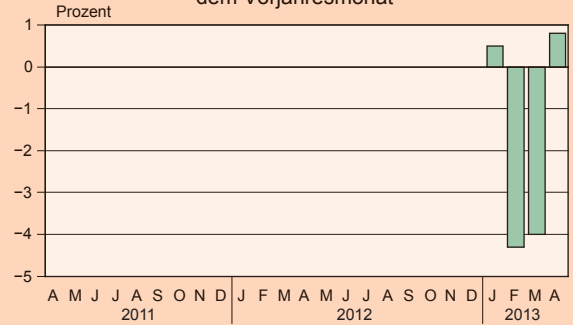 dem Vorjahresmonat
Prozent
1
0
−1
−2
−3
−4
−5
A M J J A S O N D J F M A M J J A S O N D J F M A
2011 2012 2013